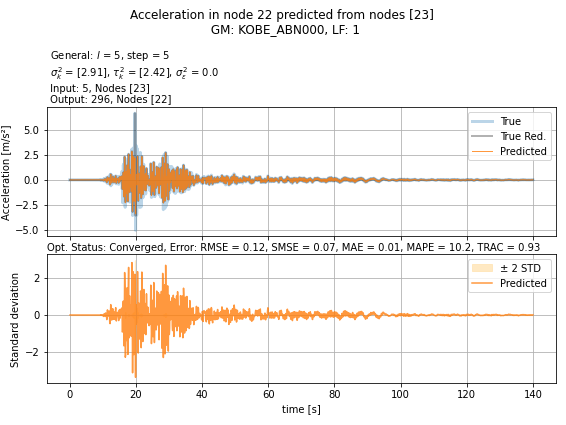 Acceleration in node 22 predicted from nodes [23]
GM: KOBE_ABN000, LF: 1
General: l = 5, step = 5
σ²ₖ = [2.91], τ²ₖ = [2.42], σ²ₑ = 0.0
Input: 5, Nodes [23]
Output: 296, Nodes [22]
Acceleration [m/s²]
5.0
2.5
0.0
−2.5
−5.0
True
True Red.
Predicted
Opt. Status: Converged, Error: RMSE = 0.12, SMSE = 0.07, MAE = 0.01, MAPE = 10.2, TRAC = 0.93
Standard deviation
2
0
−2
± 2 STD
Predicted
0 20 40 60 80 100 120 140
time [s]